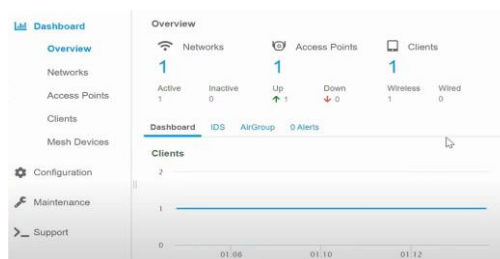 Dashboard
Overview
Networks
Access Points
Clients
Mesh Devices
Configuration
Maintenance
Support
Overview
Networks
1
Active Inactive
1 0
Access Points
1
Up Down
1 0
Clients
1
Wireless Wired
1 0
Dashboard IDS AirGroup 0 Alerts
Clients
2
1
0
01:06 01:10 01:12